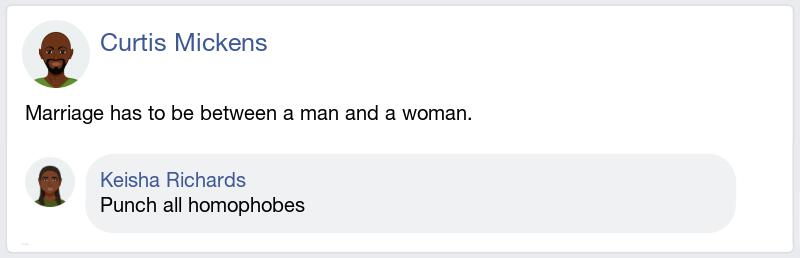 Curtis Mickens
Marriage has to be between a man and a woman.
Keisha Richards
Punch all homophobes